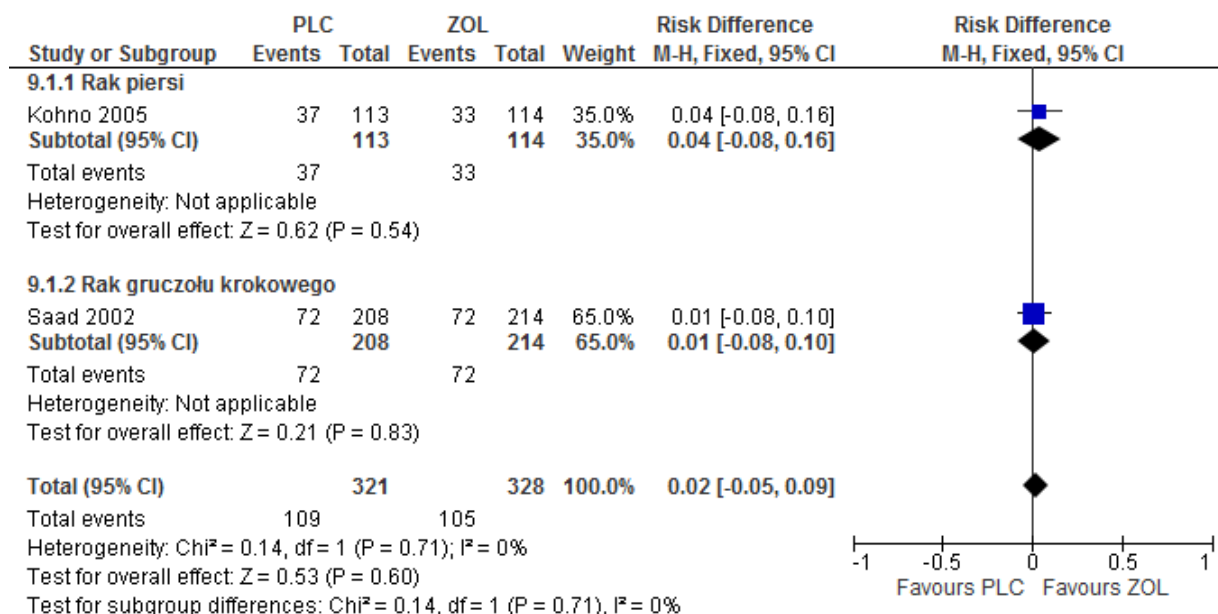 PLC ZOL Risk Difference Risk Difference
Study or Subgroup Events Total Events Total Weight M-H, Fixed, 95% CI M-H, Fixed, 95% CI
9.1.1 Rak piersi
Kohno 2005 37 113 33 114 35.0% 0.04 [-0.08, 0.16]
Subtotal (95% CI) 113 114 35.0% 0.04 [-0.08, 0.16]
Total events 37 33
Heterogeneity: Not applicable
Test for overall effect: Z = 0.62 (P = 0.54)
9.1.2 Rak gruczołu krokowego
Saad 2002 72 208 72 214 65.0% 0.01 [-0.08, 0.10]
Subtotal (95% CI) 208 214 65.0% 0.01 [-0.08, 0.10]
Total events 72 72
Heterogeneity: Not applicable
Test for overall effect: Z = 0.21 (P = 0.83)
Total (95% CI) 321 328 100.0% 0.02 [-0.05, 0.09]
Total events 109 105
Heterogeneity: Chi² = 0.14, df = 1 (P = 0.71); I² = 0%
Test for overall effect: Z = 0.53 (P = 0.60)
Test for subgroup differences: Chi² = 0.14, df = 1 (P = 0.71), I² = 0%
-1 -0.5 0 0.5 1
Favours PLC Favours ZOL